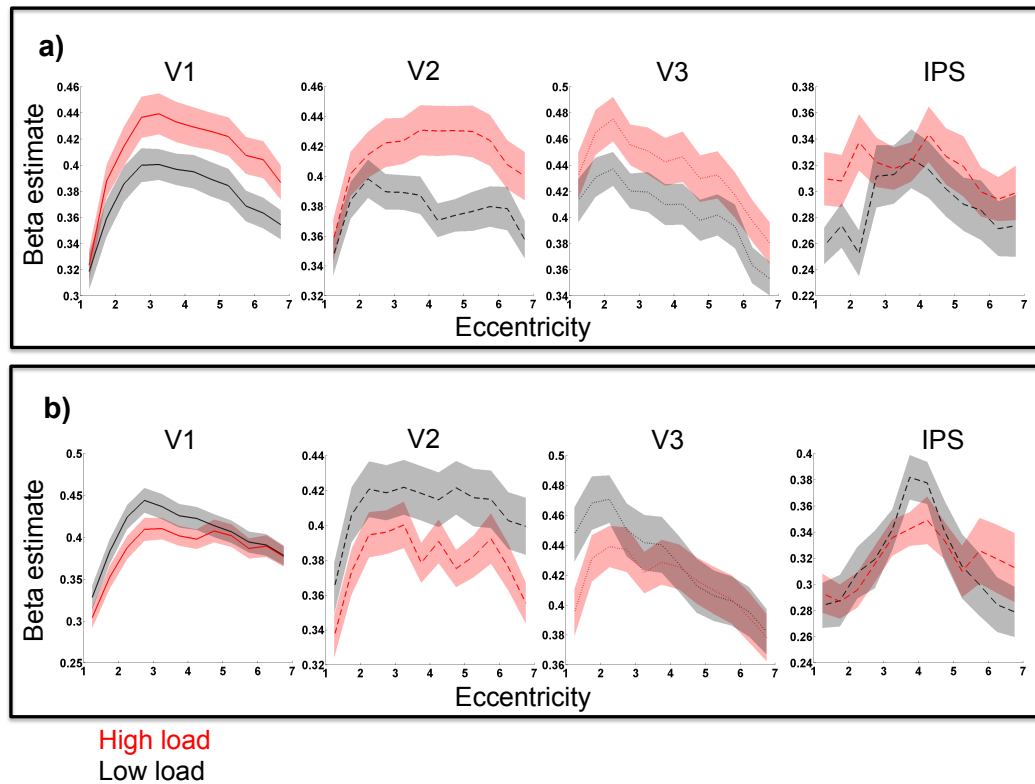 a)
V1 V2 V3 IPS
Beta estimate
0.46 0.44 0.42 0.4 0.38 0.36 0.34 0.32 0.3
1 2 3 4 5 6 7
0.46 0.44 0.42 0.4 0.38 0.36 0.34 0.32
1 2 3 4 5 6 7
0.5 0.48 0.46 0.44 0.42 0.4 0.38 0.36 0.34
1 2 3 4 5 6 7
0.38 0.36 0.34 0.32 0.3 0.28 0.26 0.24 0.22
1 2 3 4 5 6 7
Eccentricity
b)
V1 V2 V3 IPS
Beta estimate
0.5 0.45 0.4 0.35 0.3 0.25
1 2 3 4 5 6 7
0.44 0.42 0.4 0.38 0.36 0.34 0.32
1 2 3 4 5 6 7
0.5 0.48 0.46 0.44 0.42 0.4 0.38 0.36
1 2 3 4 5 6 7
0.4 0.38 0.36 0.34 0.32 0.3 0.28 0.26 0.24
1 2 3 4 5 6 7
Eccentricity
High load
Low load